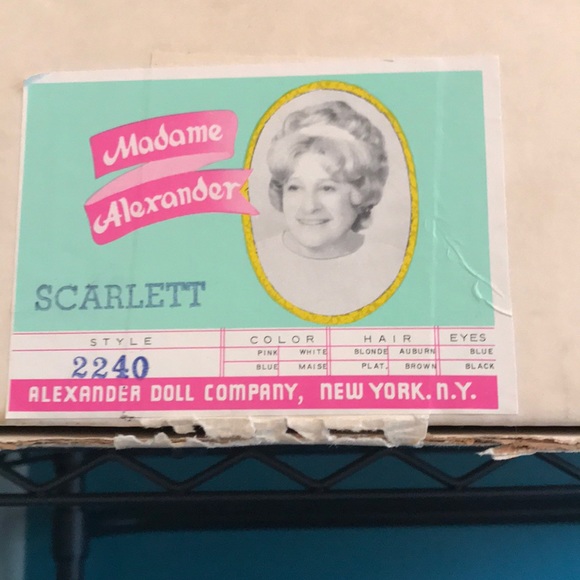 Madame
Alexander
SCARLETT
STYLE COLOR HAIR EYES
PINK WHITE BLONDE AUBURN BLUE
2240 BLUE MAISE PLAT. BROWN BLACK
ALEXANDER DOLL COMPANY, NEW YORK. N.Y.